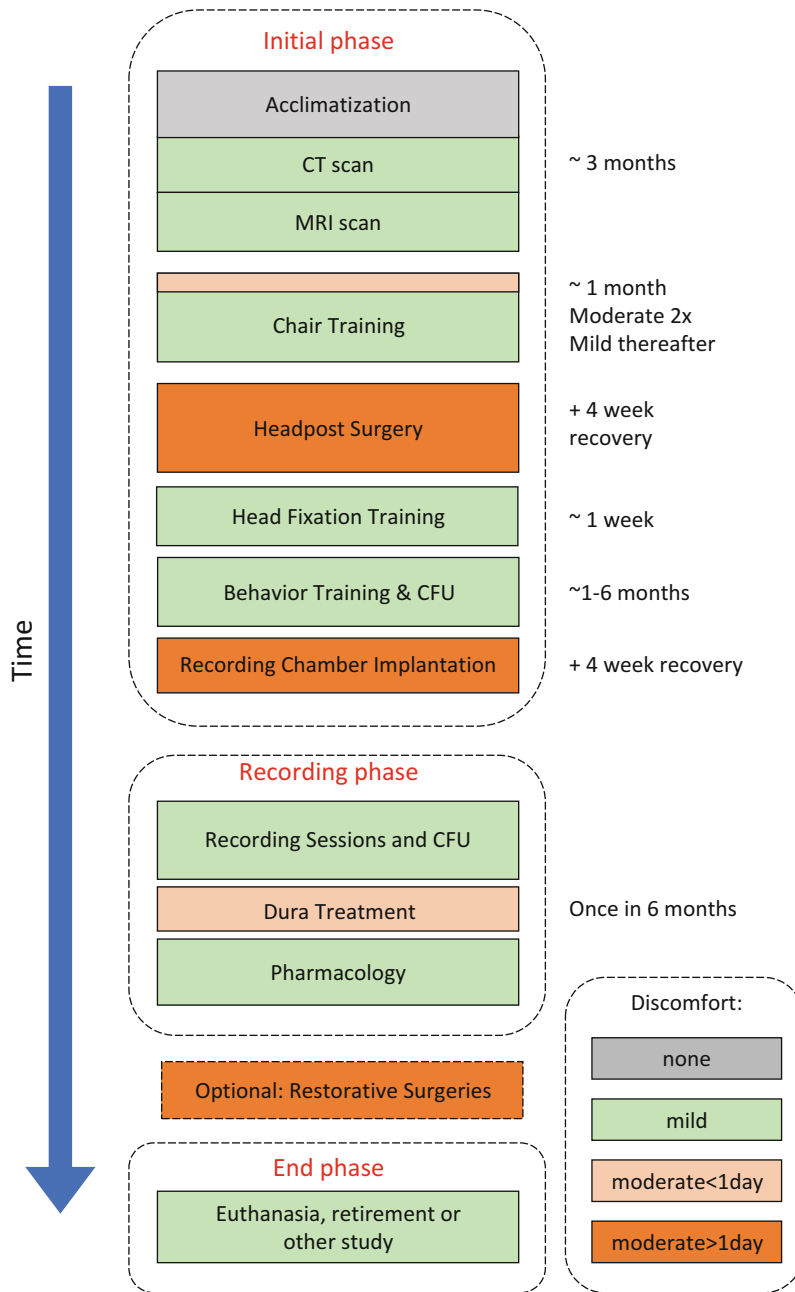 Initial phase
Acclimatization
CT scan
~ 3 months
MRI scan
~ 1 month
Moderate 2x
Mild thereafter
Chair Training
Headpost Surgery
+ 4 week
recovery
Head Fixation Training
~ 1 week
Behavior Training & CFU
~1-6 months
Recording Chamber Implantation
+ 4 week recovery
Time
Recording phase
Recording Sessions and CFU
Dura Treatment
Once in 6 months
Pharmacology
Optional: Restorative Surgeries
End phase
Euthanasia, retirement or
other study
Discomfort:
none
mild
moderate<1day
moderate>1day